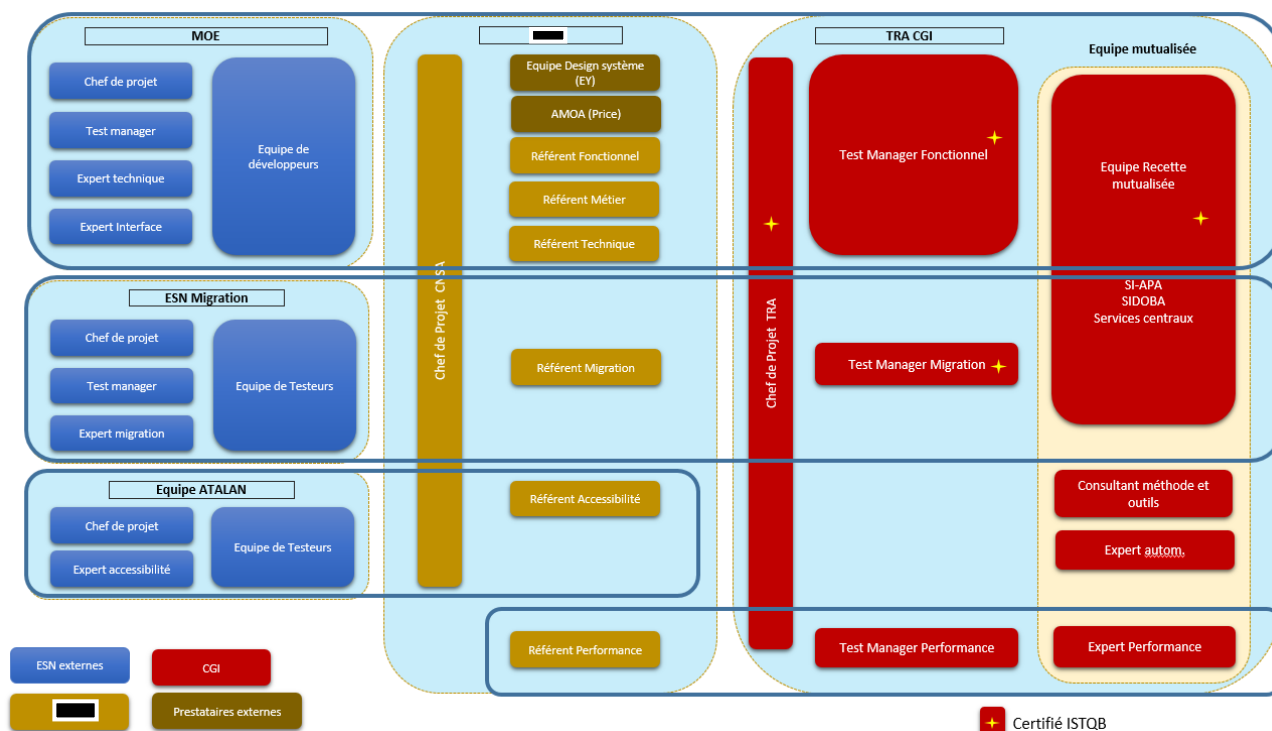 MOE
Chef de projet
Test manager
Expert technique
Expert Interface
Equipe de
développeurs
ESN Migration
Chef de projet
Test manager
Expert migration
Equipe de Testeurs
Equipe ATALAN
Chef de projet
Expert accessibilité
Equipe de Testeurs
Chef de Projet CNSA
Equipe Design système
(EY)
AMOA (Price)
Référent Fonctionnel
Référent Métier
Référent Technique
Référent Migration
Référent Accessibilité
Référent Performance
TRA CGI
Chef de Projet TRA
Test Manager Fonctionnel
Test Manager Migration
Test Manager Performance
Equipe mutualisée
Equipe Recette
mutualisée
SI-APA
SIDOBA
Services centraux
Consultant méthode et
outils
Expert autom.
Expert Performance
ESN externes
CGI
Prestataires externes
Certifié ISTQB